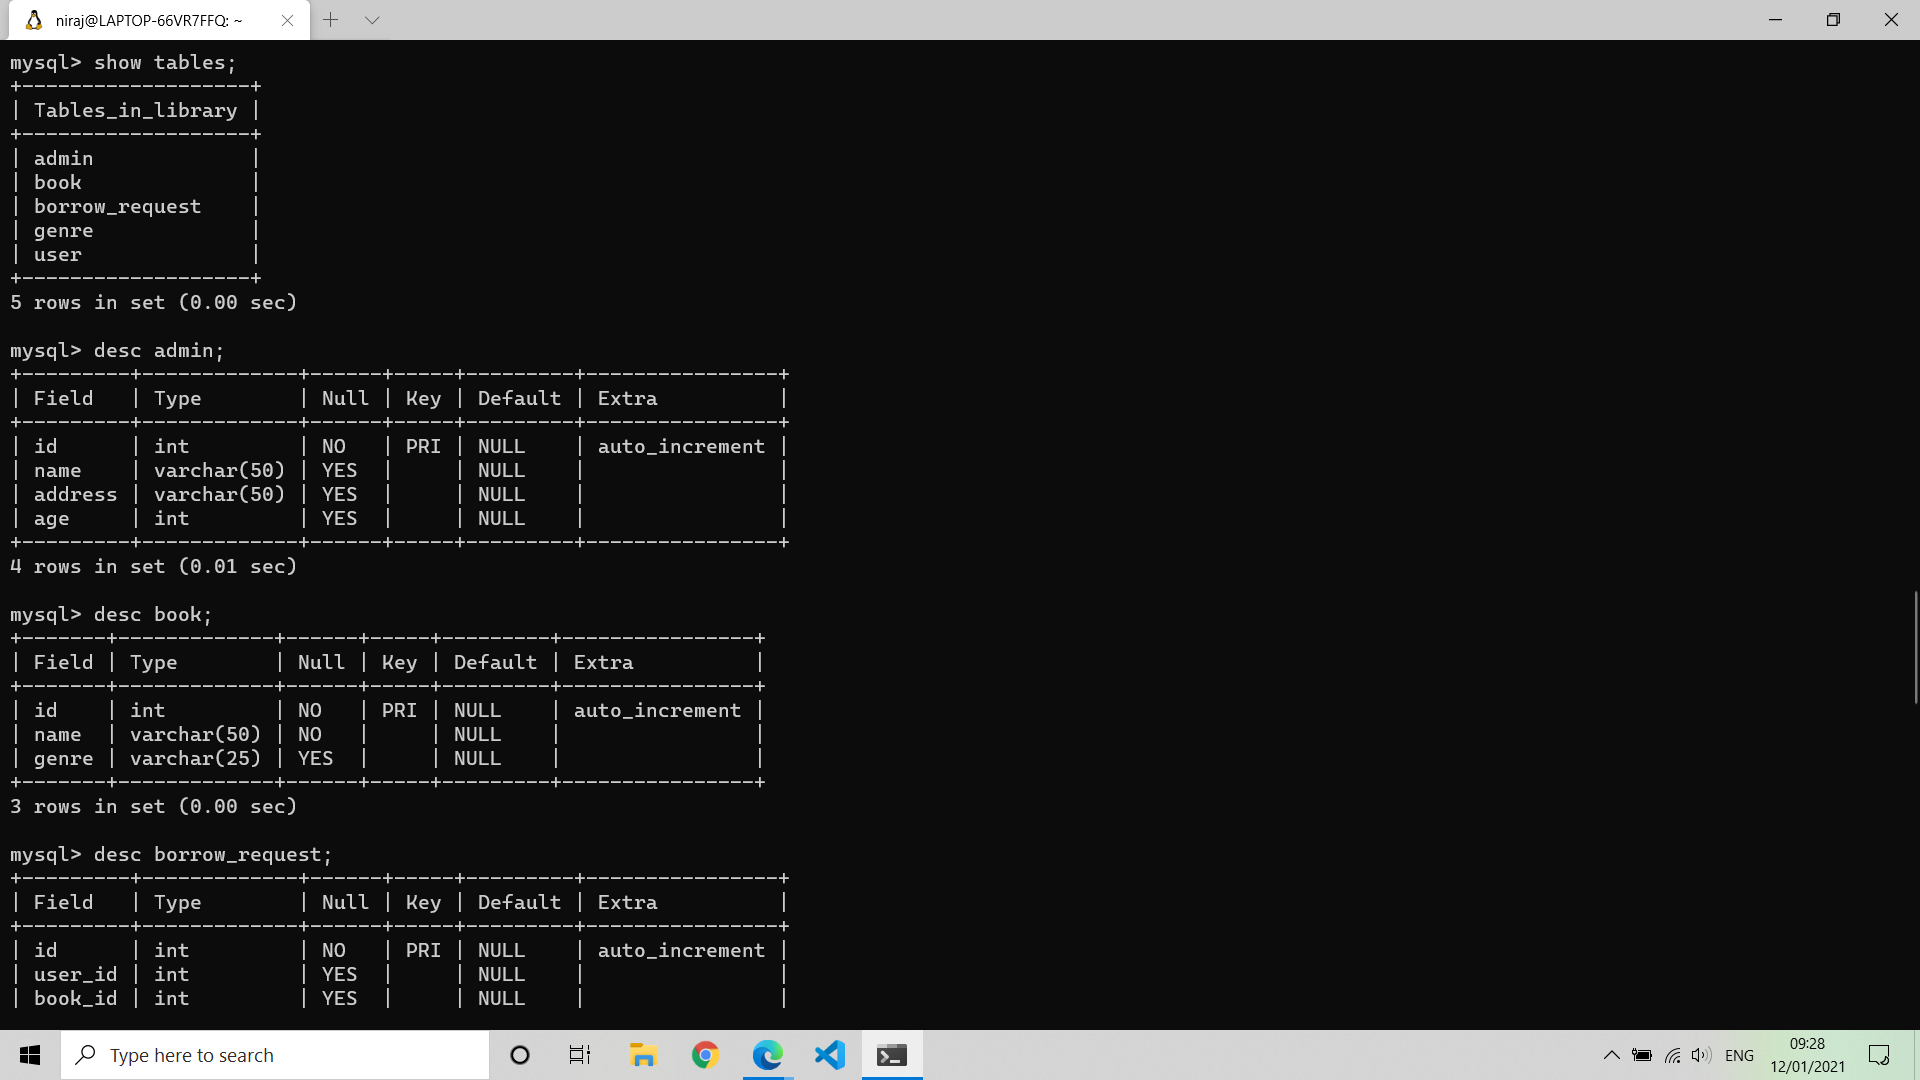 niraj@LAPTOP-66VR7FFQ: ~
mysql> show tables;
+-------------------+
| Tables_in_library |
+-------------------+
| admin             |
| book              |
| borrow_request    |
| genre             |
| user              |
+-------------------+
5 rows in set (0.00 sec)
mysql> desc admin;
+---------+-------------+------+-----+---------+----------------+
| Field   | Type        | Null | Key | Default | Extra          |
+---------+-------------+------+-----+---------+----------------+
| id      | int         | NO   | PRI | NULL    | auto_increment |
| name    | varchar(50) | YES  |     | NULL    |                |
| address | varchar(50) | YES  |     | NULL    |                |
| age     | int         | YES  |     | NULL    |                |
+---------+-------------+------+-----+---------+----------------+
4 rows in set (0.01 sec)
mysql> desc book;
+-------+-------------+------+-----+---------+----------------+
| Field | Type        | Null | Key | Default | Extra          |
+-------+-------------+------+-----+---------+----------------+
| id    | int         | NO   | PRI | NULL    | auto_increment |
| name  | varchar(50) | NO   |     | NULL    |                |
| genre | varchar(25) | YES  |     | NULL    |                |
+-------+-------------+------+-----+---------+----------------+
3 rows in set (0.00 sec)
mysql> desc borrow_request;
+---------+-------------+------+-----+---------+----------------+
| Field   | Type        | Null | Key | Default | Extra          |
+---------+-------------+------+-----+---------+----------------+
| id      | int         | NO   | PRI | NULL    | auto_increment |
| user_id | int         | YES  |     | NULL    |                |
| book_id | int         | YES  |     | NULL    |                |
Type here to search
ENG
09:28
12/01/2021